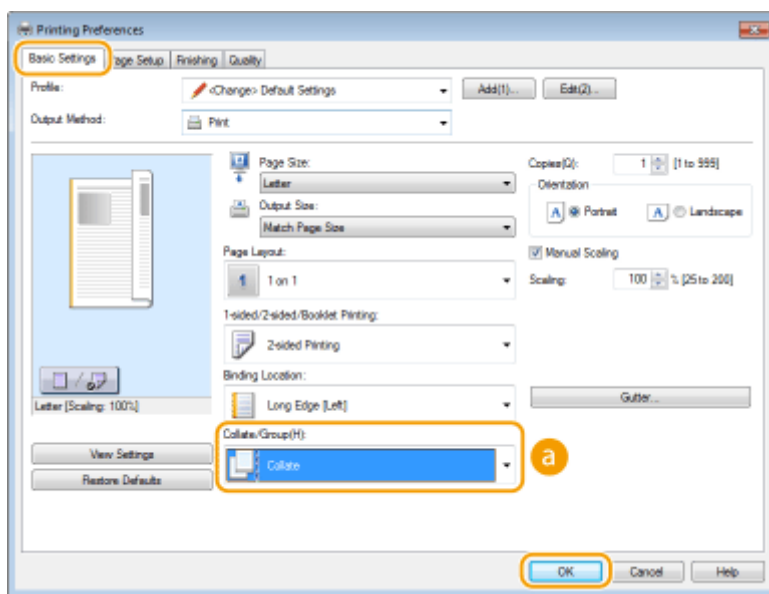 Printing Preferences
Basic Settings Page Setup Finishing Quality
Profile: <Change> Default Settings Add(1)... Edit(2)...
Output Method: Print
Page Size: Copies(Q): 1 [1 to 999]
Letter Orientation
Output Size: A Portrait A Landscape
Match Page Size
Page Layout: Manual Scaling
1 1 on 1 Scaling: 100 % [25 to 200]
1-sided/2-sided/Booklet Printing:
2-sided Printing
Binding Location:
Letter [Scaling: 100%] Long Edge [Left] Gutter...
Collate/Group(H):
View Settings Collate a
Restore Defaults
OK Cancel Help